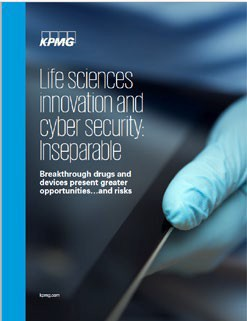 KPMG
Life sciences
innovation and
cyber security:
Inseparable
Breakthrough drugs and
devices present greater
opportunities...and risks
kpmg.com